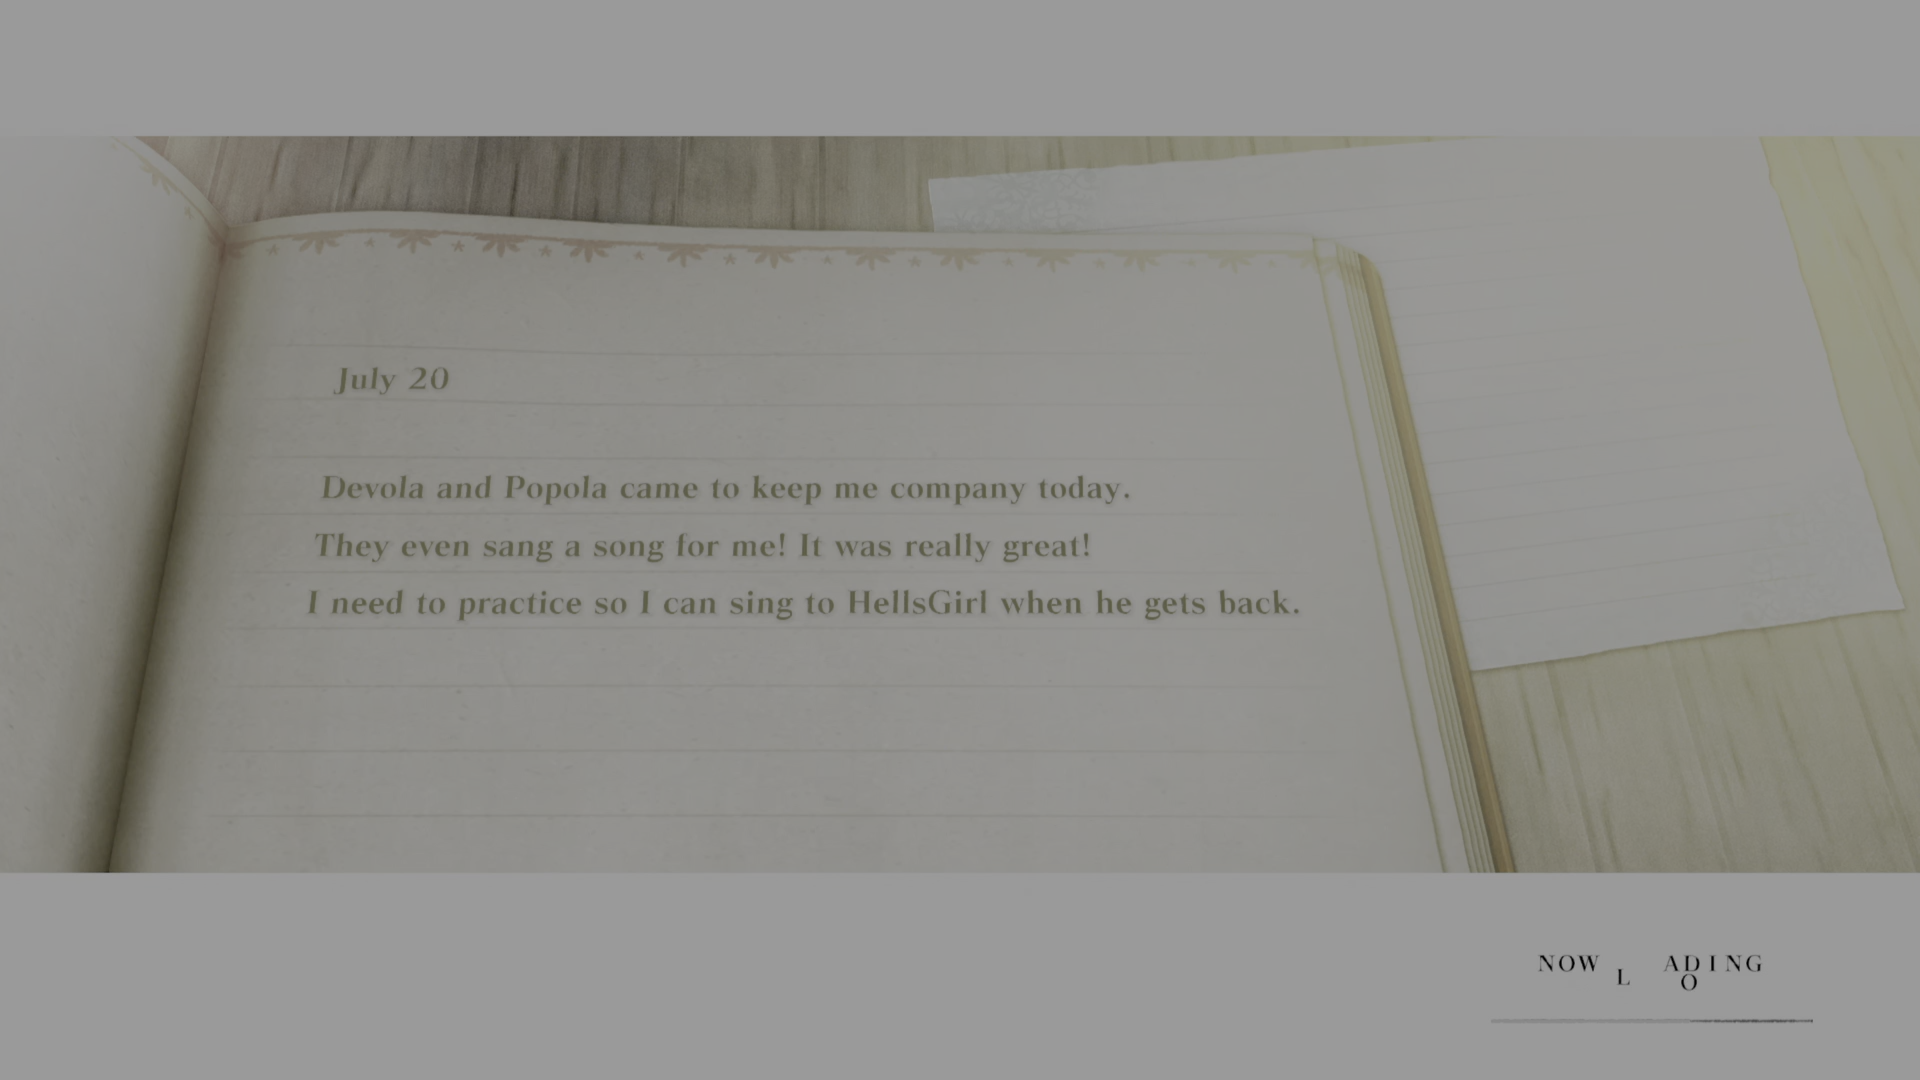 July 20
Devola and Popola came to keep me company today.
They even sang a song for me! It was really great!
I need to practice so I can sing to HellsGirl when he gets back.
NOW LOADING